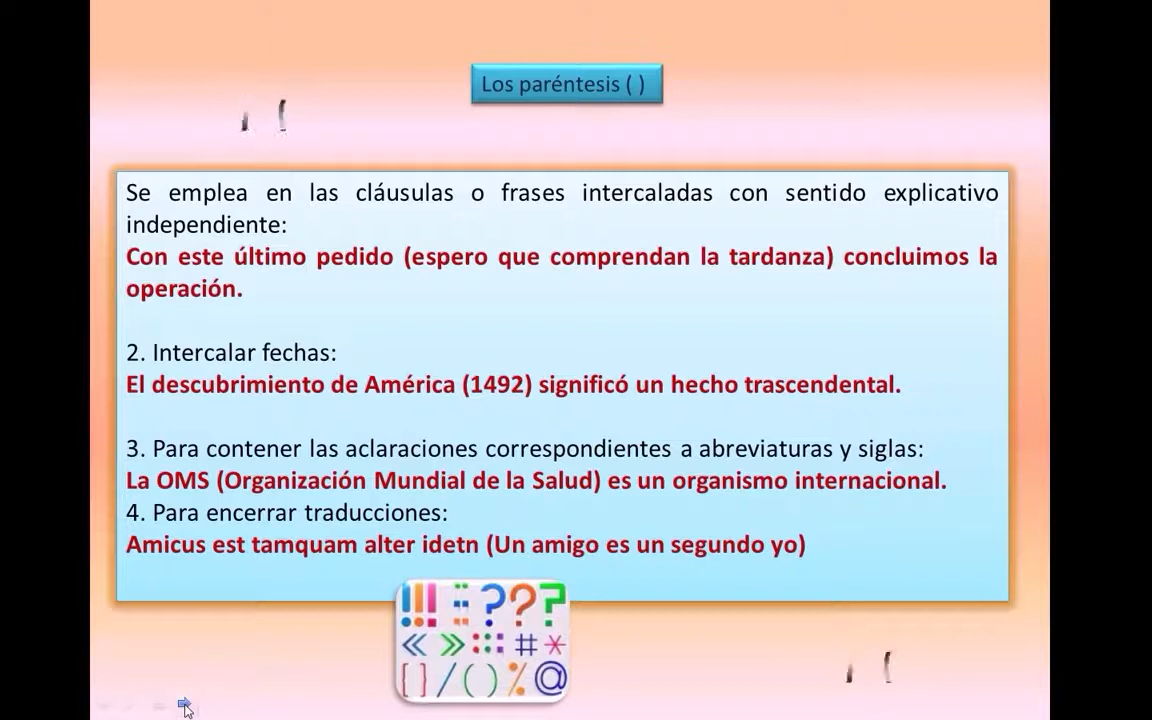 Los paréntesis ( )
Se emplea en las cláusulas o frases intercaladas con sentido explicativo
independiente:
Con este último pedido (espero que comprendan la tardanza) concluimos la
operación.
2. Intercalar fechas:
El descubrimiento de América (1492) significó un hecho trascendental.
3. Para contener las aclaraciones correspondientes a abreviaturas y siglas:
La OMS (Organización Mundial de la Salud) es un organismo internacional.
4. Para encerrar traducciones:
Amicus est tamquam alter idetn (Un amigo es un segundo yo)
!!! :: ???
« » ::: # *
[ ] / ( ) % @